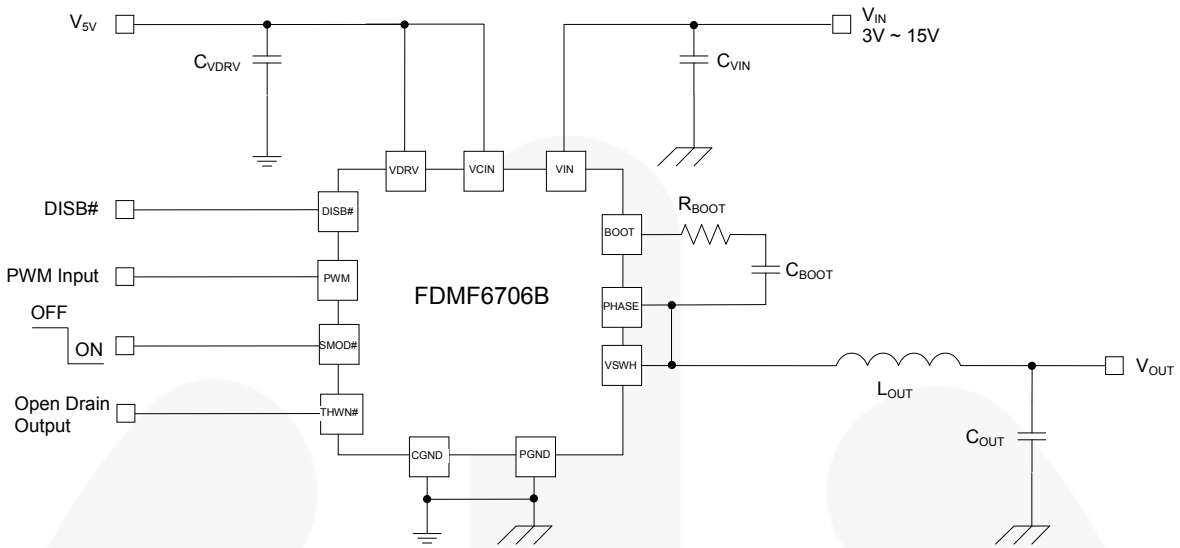 V5V
CVDRV
VIN
3V ~ 15V
CVIN
VDRV
VCIN
VIN
DISB#
DISB#
PWM Input
PWM
OFF
ON
SMOD#
Open Drain
Output
THWN#
FDMF6706B
BOOT
RBOOT
CBOOT
PHASE
VSWH
LOUT
VOUT
COUT
CGND
PGND